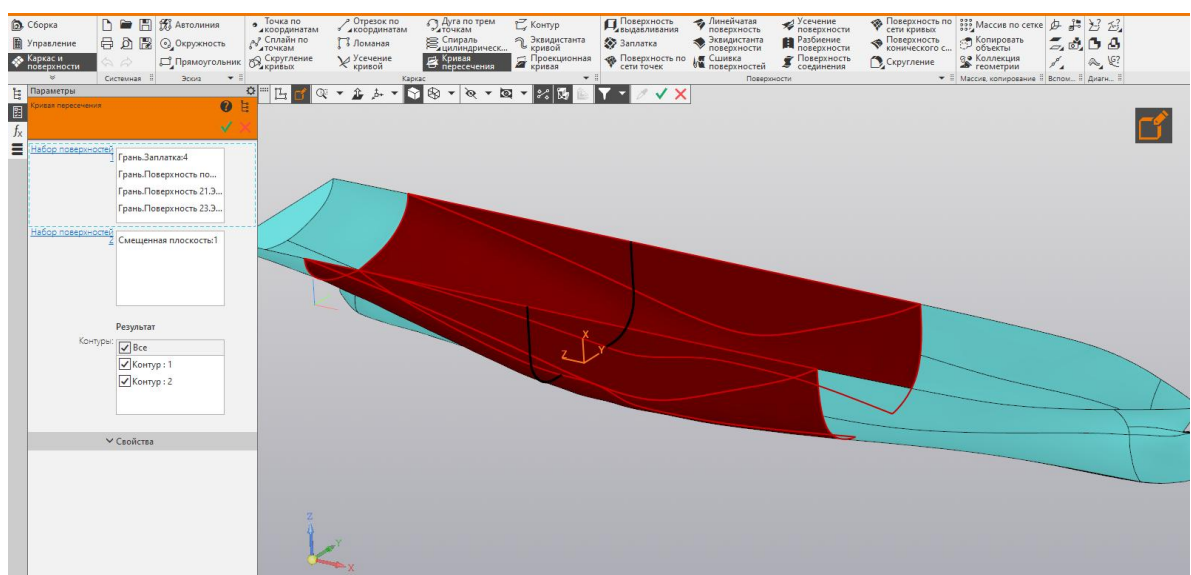 Сборка
Управление
Каркас и
поверхности
Системная
Автолиния
Окружность
Прямоугольник
Эскиз
Точка по
координатам
Сплайн по
точкам
Скругление
кривых
Отрезок по
координатам
Ломаная
Усечение
кривой
Дуга по трем
точкам
Спираль
цилиндрическ...
Кривая
пересечения
Контур
Эквидистанта
кривой
Проекционная
кривая
Каркас
Поверхность
выдавливания
Заплатка
Поверхность по
сети точек
Линейчатая
поверхность
Эквидистанта
поверхности
Сшивка
поверхностей
Усечение
поверхности
Разбиение
поверхности
Поверхность
соединения
Поверхность по
сети кривых
Поверхность
конического с...
Скругление
Поверхности
Массив по сетке
Копировать
объекты
Коллекция
геометрии
Массив, копирование
Вспом...
Диагн...
Параметры
Кривая пересечения
Набор поверхностей
1
Грань.Заплатка:4
Грань.Поверхность по...
Грань.Поверхность 21.Э...
Грань.Поверхность 23.Э...
Набор поверхностей
2
Смещенная плоскость:1
Результат
Контуры:
Все
Контур : 1
Контур : 2
Свойства
X
Z
Y
Z
Y
X